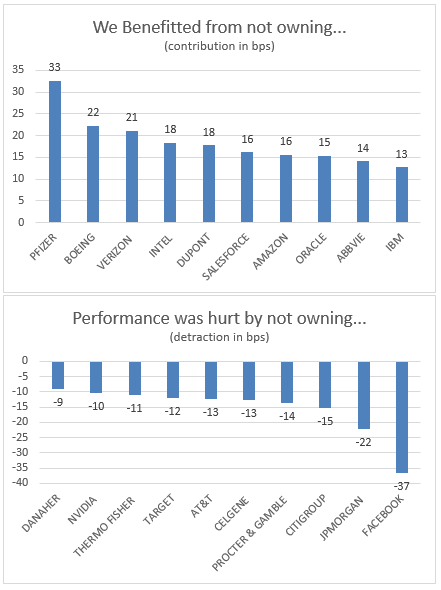 We Benefitted from not owning...
(contribution in bps)
35
30
25
20
15
10
5
0
33
22
21
18
18
16
16
15
14
13
PFIZER
BOEING
VERIZON
INTEL
DUPONT
SALESFORCE
AMAZON
ORACLE
ABBVIE
IBM
Performance was hurt by not owning...
(detraction in bps)
0
-5
-10
-15
-20
-25
-30
-35
-40
-9
-10
-11
-12
-13
-13
-14
-15
-22
-37
DANAHER
NVIDIA
THERMO FISHER
TARGET
AT&T
CELGENE
PROCTER & GAMBLE
CITIGROUP
JPMORGAN
FACEBOOK